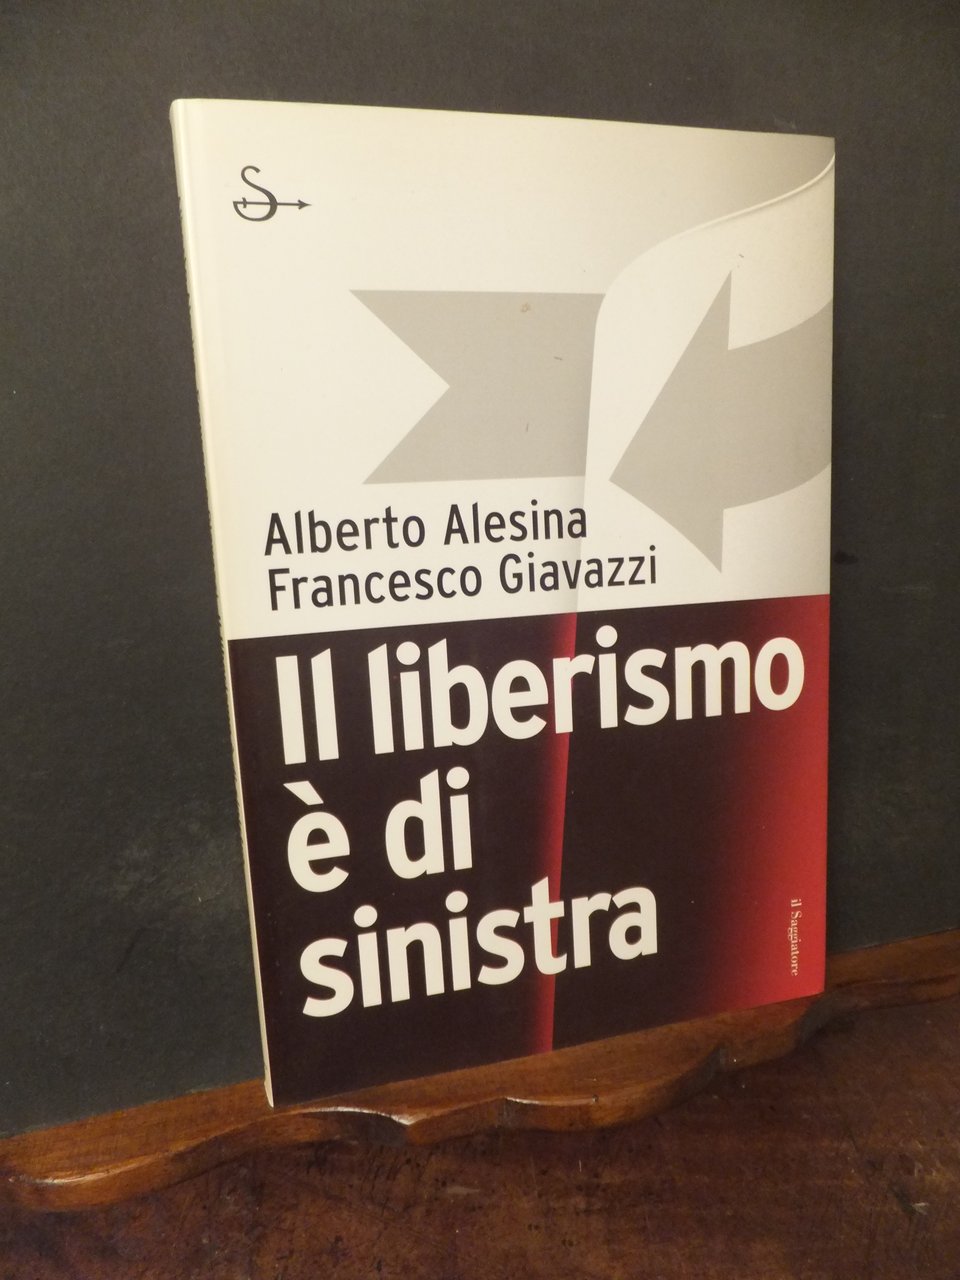 Alberto Alesina
Francesco Giavazzi
Il liberismo
è di
sinistra
il Saggiatore